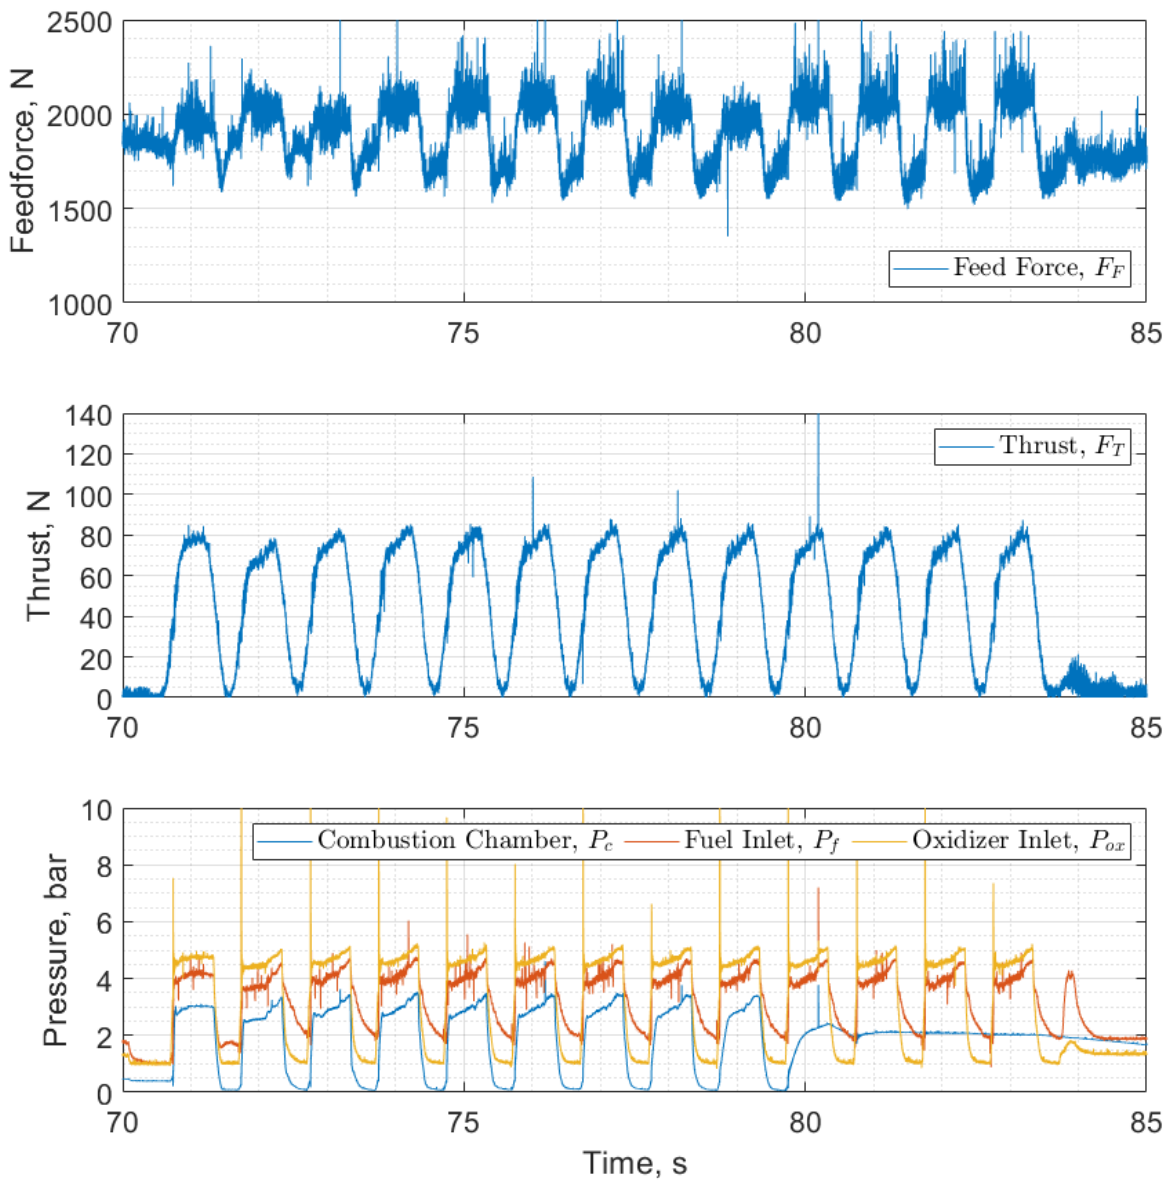 2500
2000
1500
1000
Feedforce, N
Feed Force, F_F
70 75 80 85
140
120
100
80
60
40
20
0
Thrust, N
Thrust, F_T
70 75 80 85
10
8
6
4
2
0
Pressure, bar
Combustion Chamber, P_c Fuel Inlet, P_f Oxidizer Inlet, P_ox
70 75 80 85
Time, s